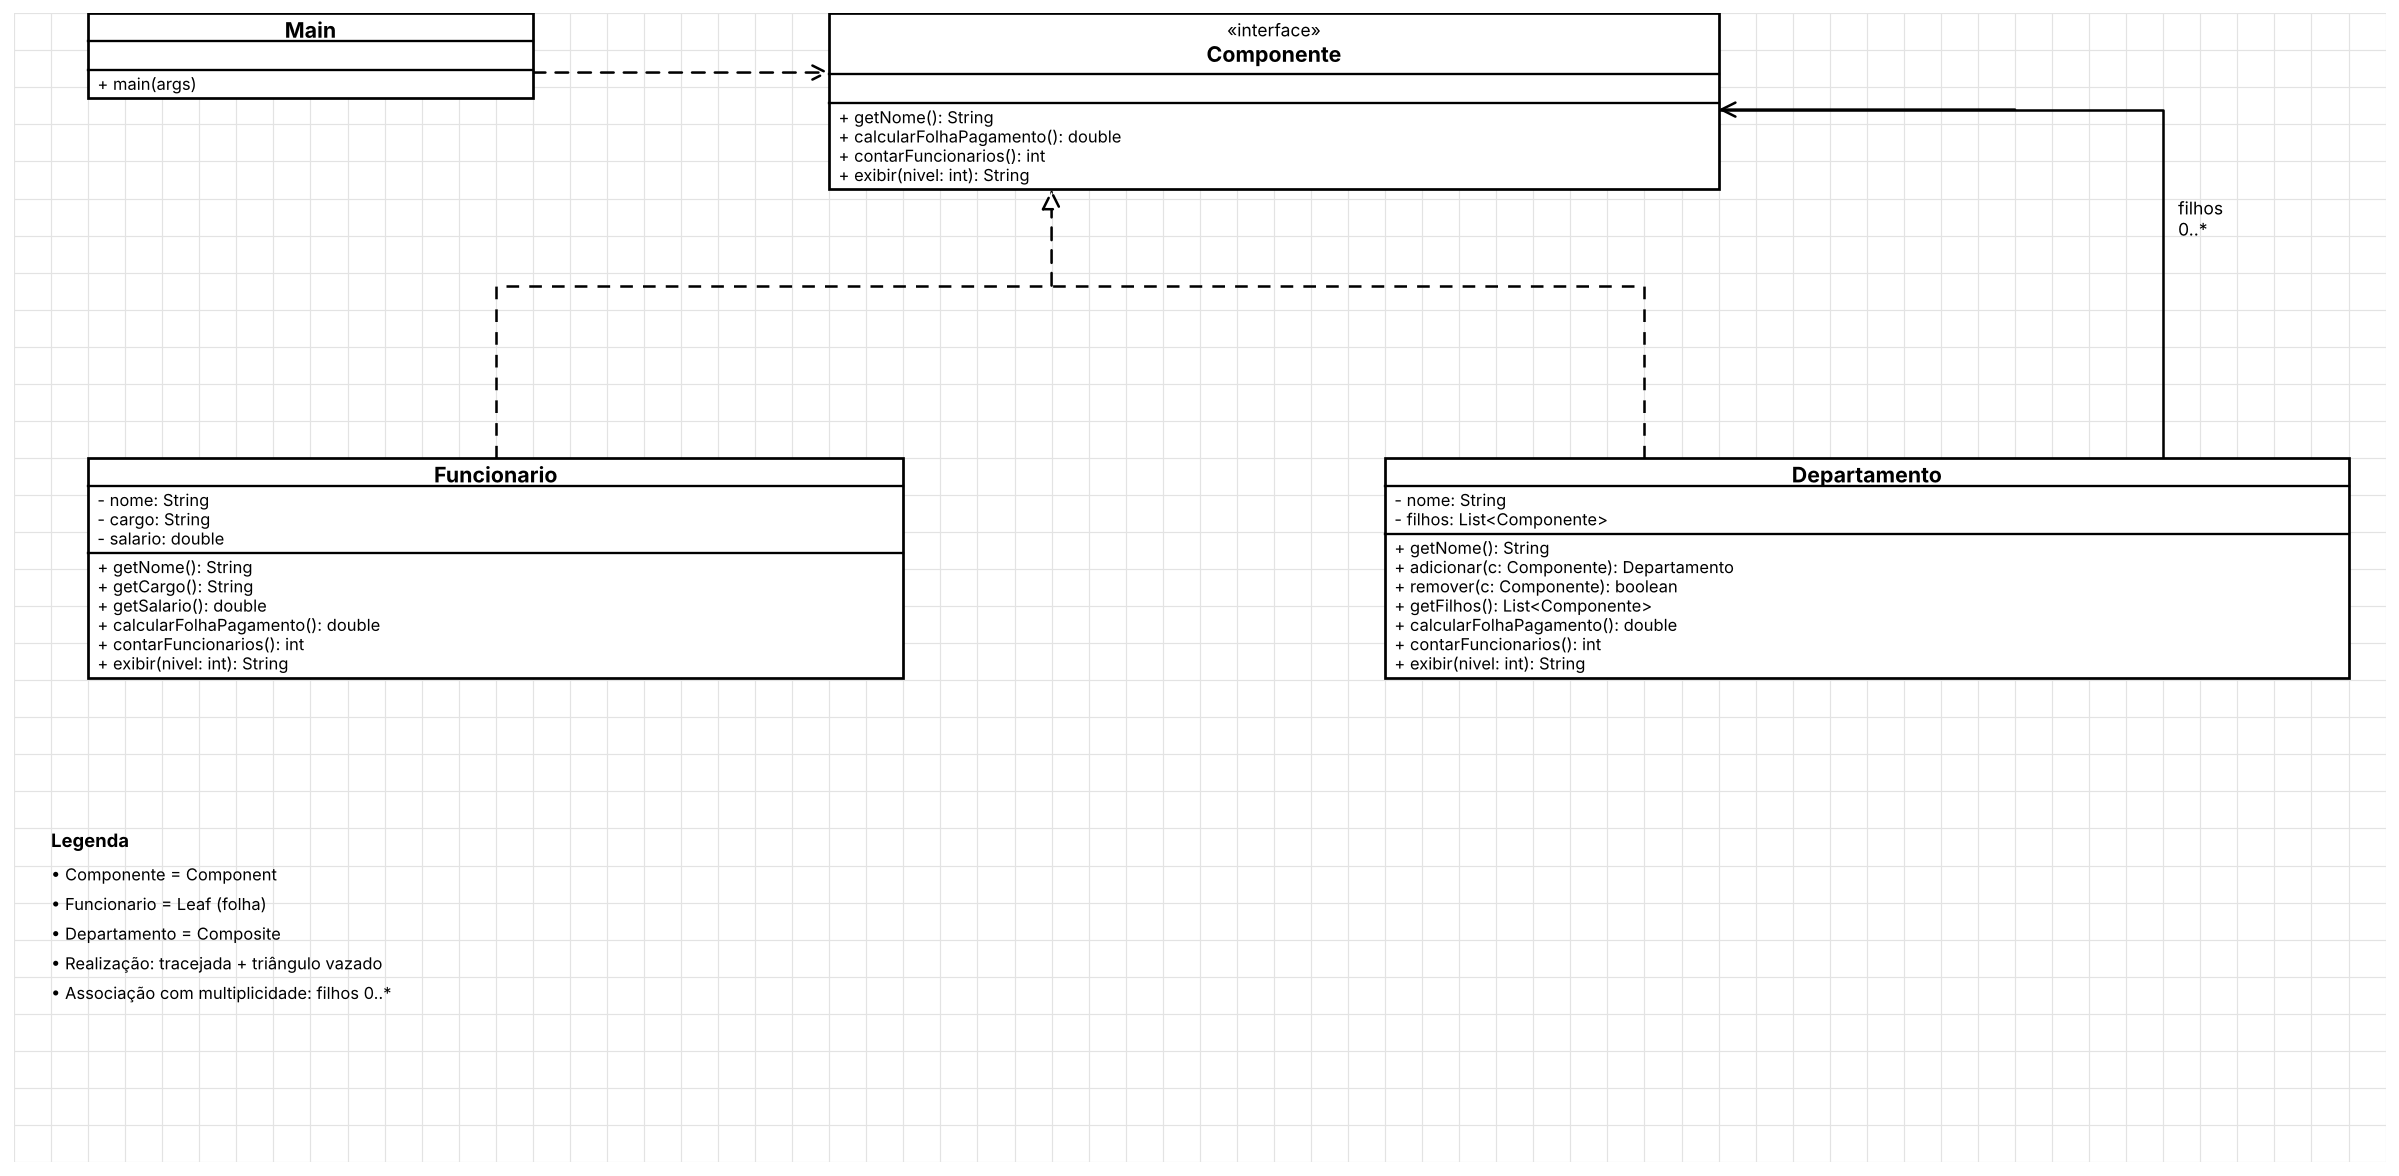 Main
+ main(args)
«interface»
Componente
+ getNome(): String
+ calcularFolhaPagamento(): double
+ contarFuncionarios(): int
+ exibir(nivel: int): String
filhos
0..*
Funcionario
- nome: String
- cargo: String
- salario: double
+ getNome(): String
+ getCargo(): String
+ getSalario(): double
+ calcularFolhaPagamento(): double
+ contarFuncionarios(): int
+ exibir(nivel: int): String
Departamento
- nome: String
- filhos: List<Componente>
+ getNome(): String
+ adicionar(c: Componente): Departamento
+ remover(c: Componente): boolean
+ getFilhos(): List<Componente>
+ calcularFolhaPagamento(): double
+ contarFuncionarios(): int
+ exibir(nivel: int): String
Legenda
• Componente = Component
• Funcionario = Leaf (folha)
• Departamento = Composite
• Realização: tracejada + triângulo vazado
• Associação com multiplicidade: filhos 0..*